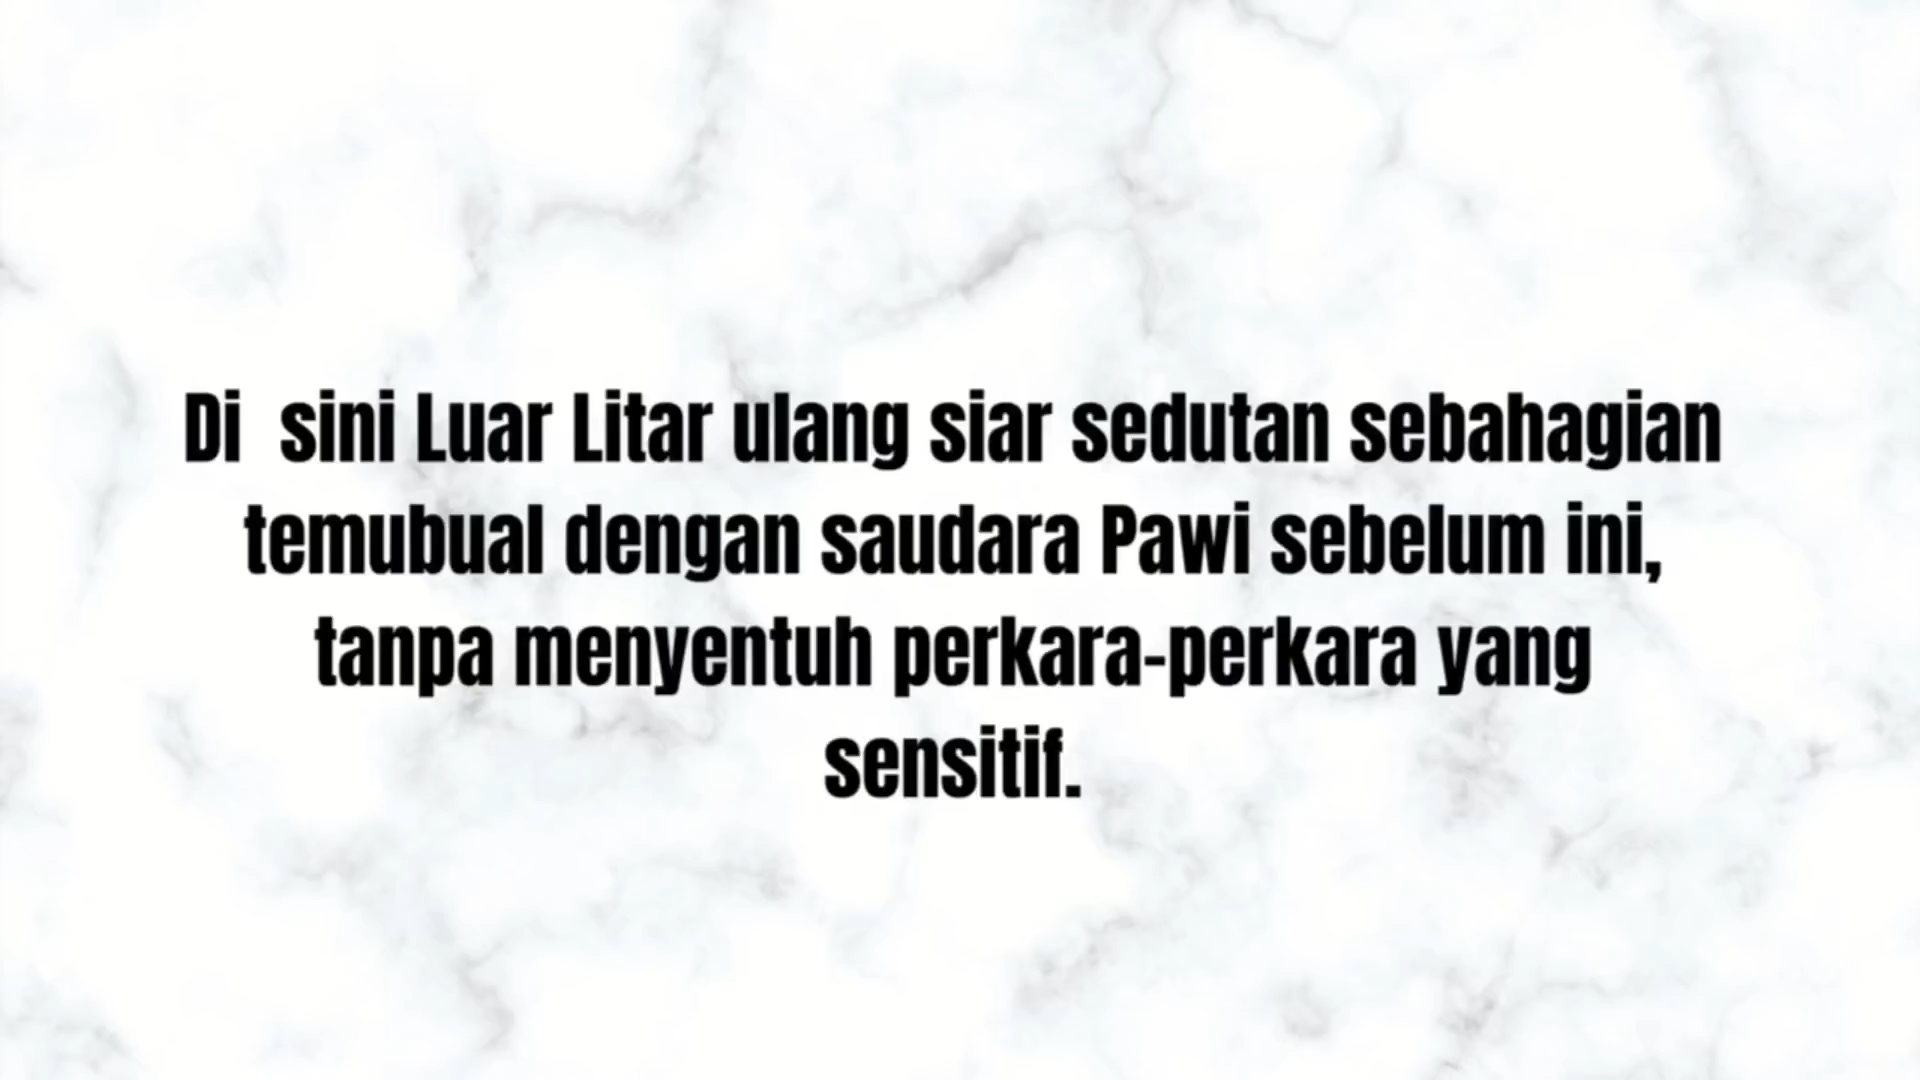 Di  sini Luar Litar ulang siar sedutan sebahagian
temubual dengan saudara Pawi sebelum ini,
tanpa menyentuh perkara-perkara yang
sensitif.